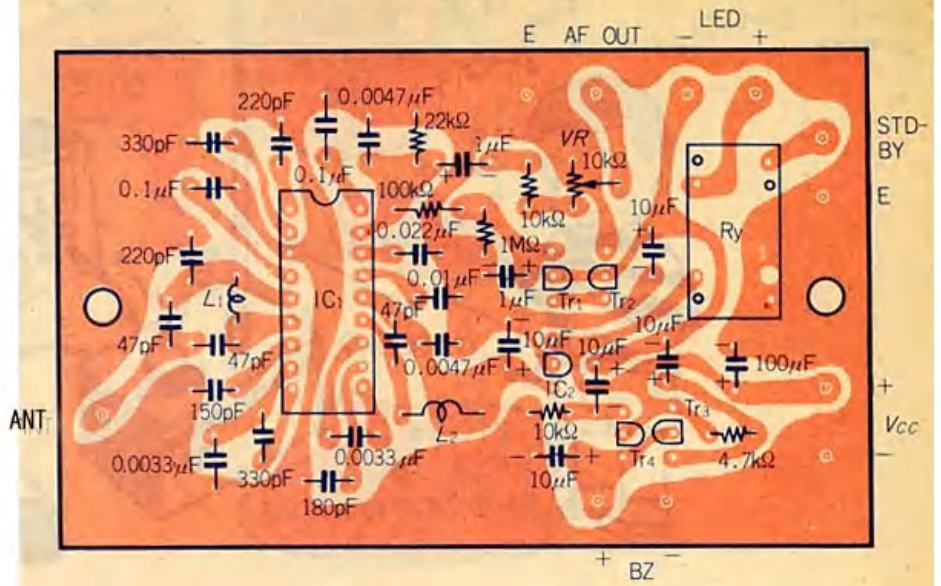 LED
E AF OUT − +
220pF 0.0047μF
22kΩ
330pF
1μF
VR
STD-
BY
0.1μF
0.1μF
+ −
10kΩ
100kΩ
E
10kΩ
10μF
0.022μF
+
Ry
220pF
1MΩ
+ −
0.01μF
L1
IC1
1μF
Tr1 Tr2
47pF
10μF
47pF
47pF
−
10μF
10μF
− −
100μF
0.0047μF
+
+
+ +
+
150pF
IC2
ANT
L2
Tr3
Vcc
10kΩ
0.0033μF
330pF
0.0033μF
− +
Tr4
4.7kΩ
−
10μF
180pF
+ BZ −